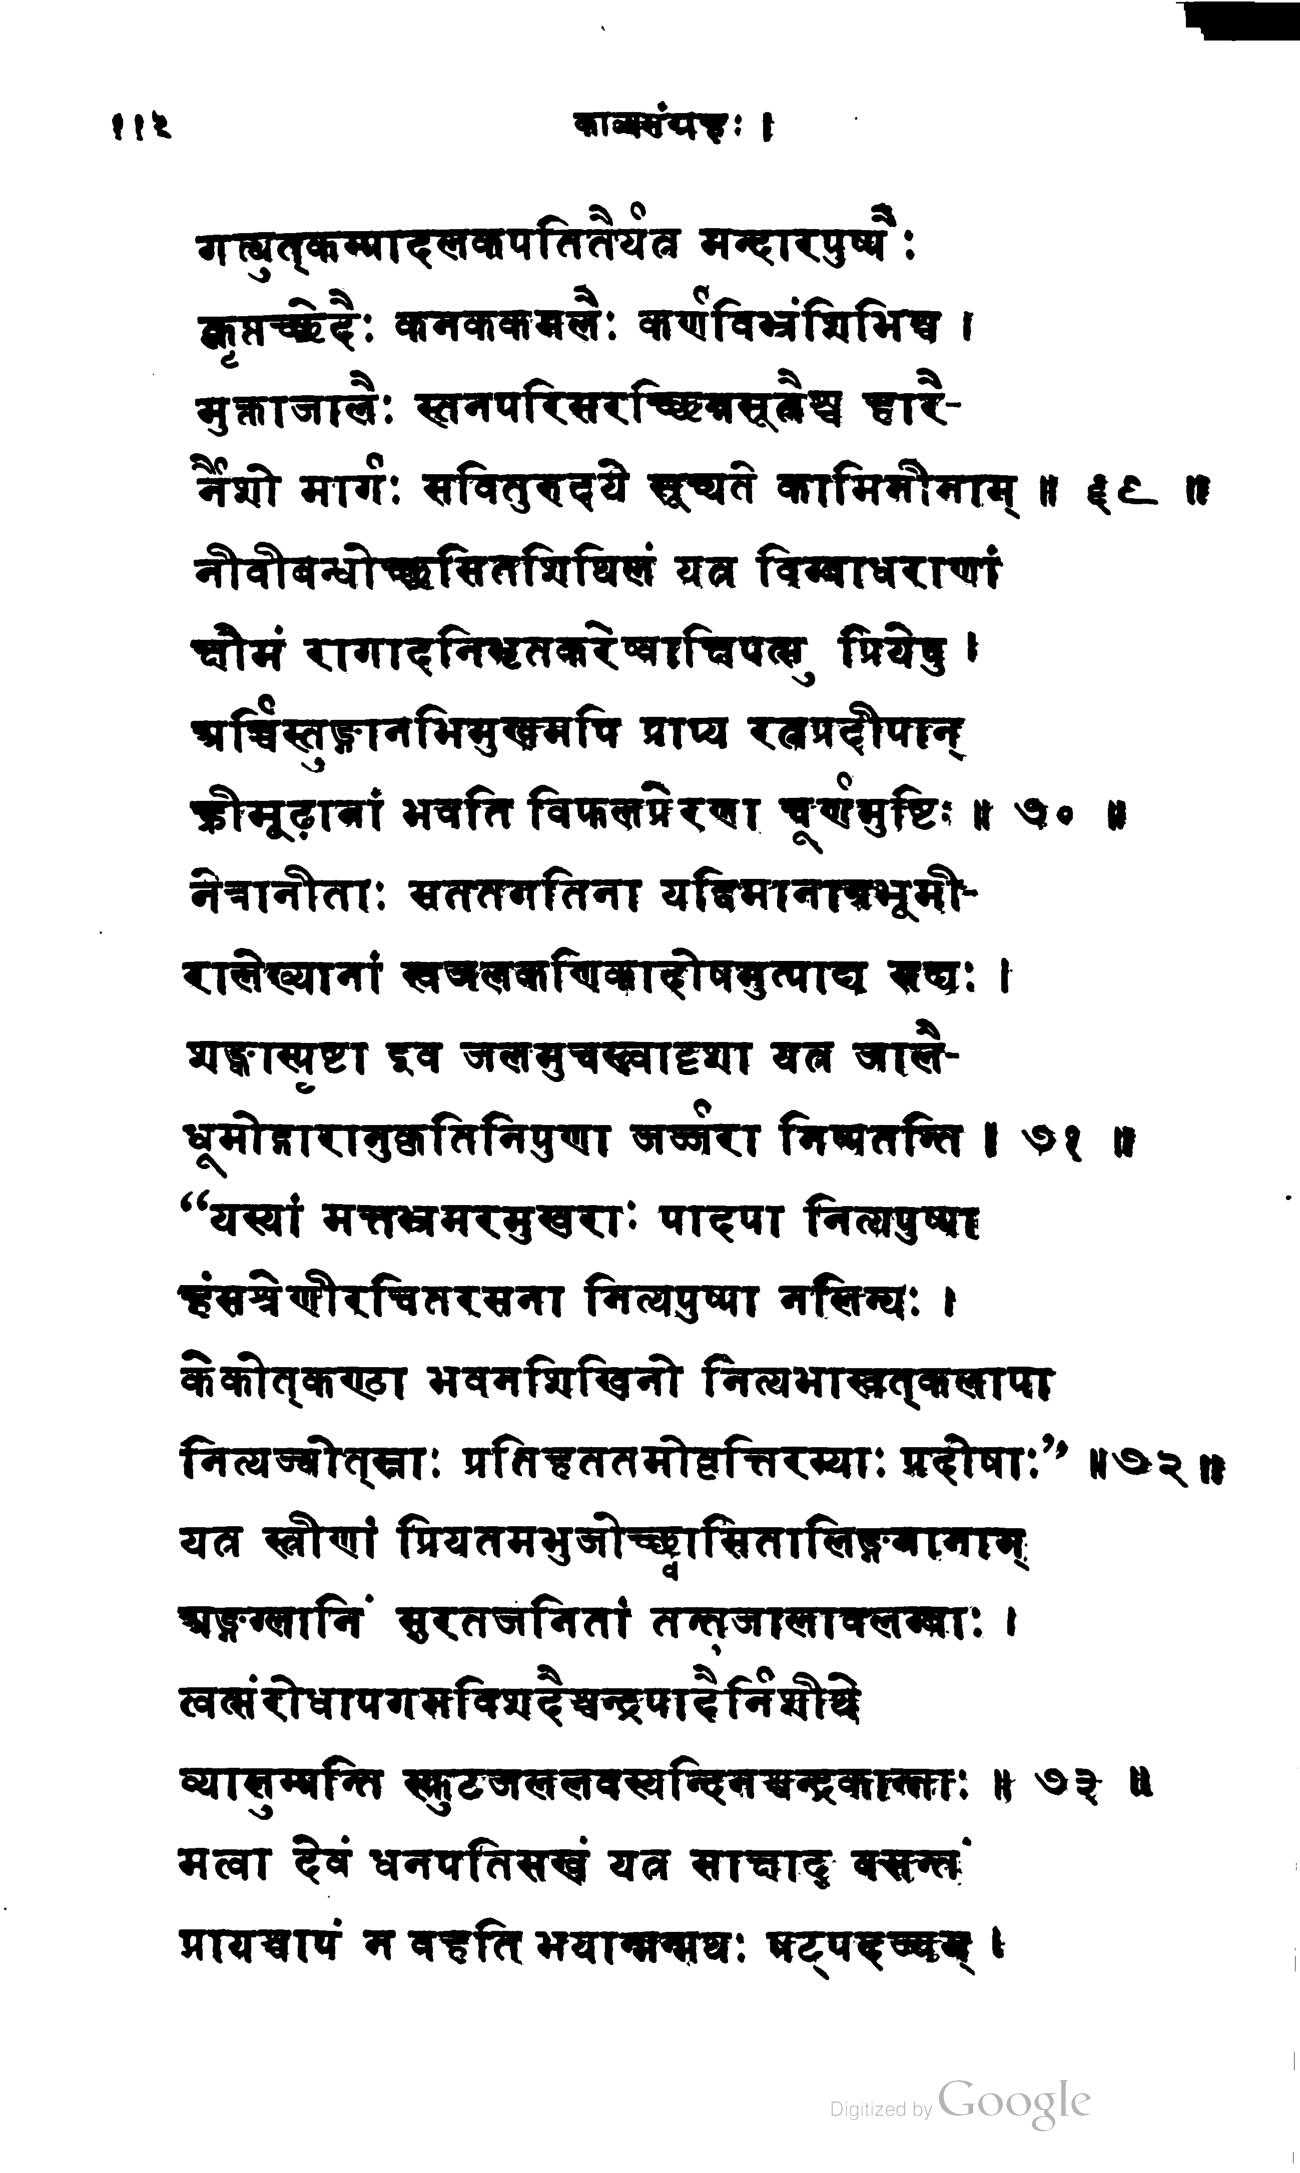 ११२
काव्यसंग्रहः ।
गत्युत्कम्पादलकपतितैर्यत्र मन्दारपुष्पैः
कॢप्तच्छेदैः कनककमलैः कर्णविभ्रंशिभिश्च ।
मुक्ताजालैः स्तनपरिसरच्छिन्नसूत्रैश्च हारै-
र्नैशो मार्गः सवितुरुदये सूच्यते कामिनीनाम् ॥ ६९ ॥
नीवीबन्धोच्छ्वसितशिथिलं यत्र विम्बाधराणां
क्षौमं रागादनिभृतकरेष्वाक्षिपत्सु प्रियेषु ।
अर्च्चिस्तुङ्गानभिमुखमपि प्राप्य रत्नप्रदीपान्
ह्रीमूढ़ानां भवति विफलप्रेरणा चूर्णमुष्टिः ॥ ७० ॥
नेत्रानीताः सततगतिना यद्विमानाग्रभूमी-
रालेख्यानां स्वजलकणिकादोषमुत्पाद्य सद्यः ।
शङ्कास्पृष्टा इव जलमुचस्त्वादृशा यत्र जालै-
धूमोद्गारानुकृतिनिपुणा जर्ज्जरा निष्पतन्ति । ७१ ॥
“यस्यां मत्तभ्रमरमुखराः पादपा नित्यपुष्पा
हंसश्रेणीरचितरसना नित्यपुष्पा नलिन्यः ।
केकोत्कण्ठा भवनशिखिनो नित्यभास्वत्कलापा
नित्यज्योत्स्नाः प्रतिहततमोवृत्तिरम्याः प्रदोषाः” ॥७२॥
यत्र स्त्रीणां प्रियतमभुजोच्छ्वासितालिङ्गनानाम्
अङ्गग्लानिं सुरतजनितां तन्तुजालावलम्बाः ।
त्वत्संरोधापगमविशदैश्चन्द्रपादैर्निशीथे
व्यालुम्पन्ति स्फुटजललवस्यन्दिनश्चन्द्रकान्ताः ॥ ७३ ॥
मत्वा देवं धनपतिसखं यत्र साक्षाद् वसन्तं
प्रायश्चापं न वहति भयान्मन्मथः षट्पदज्यम् ।
Digitized by Google